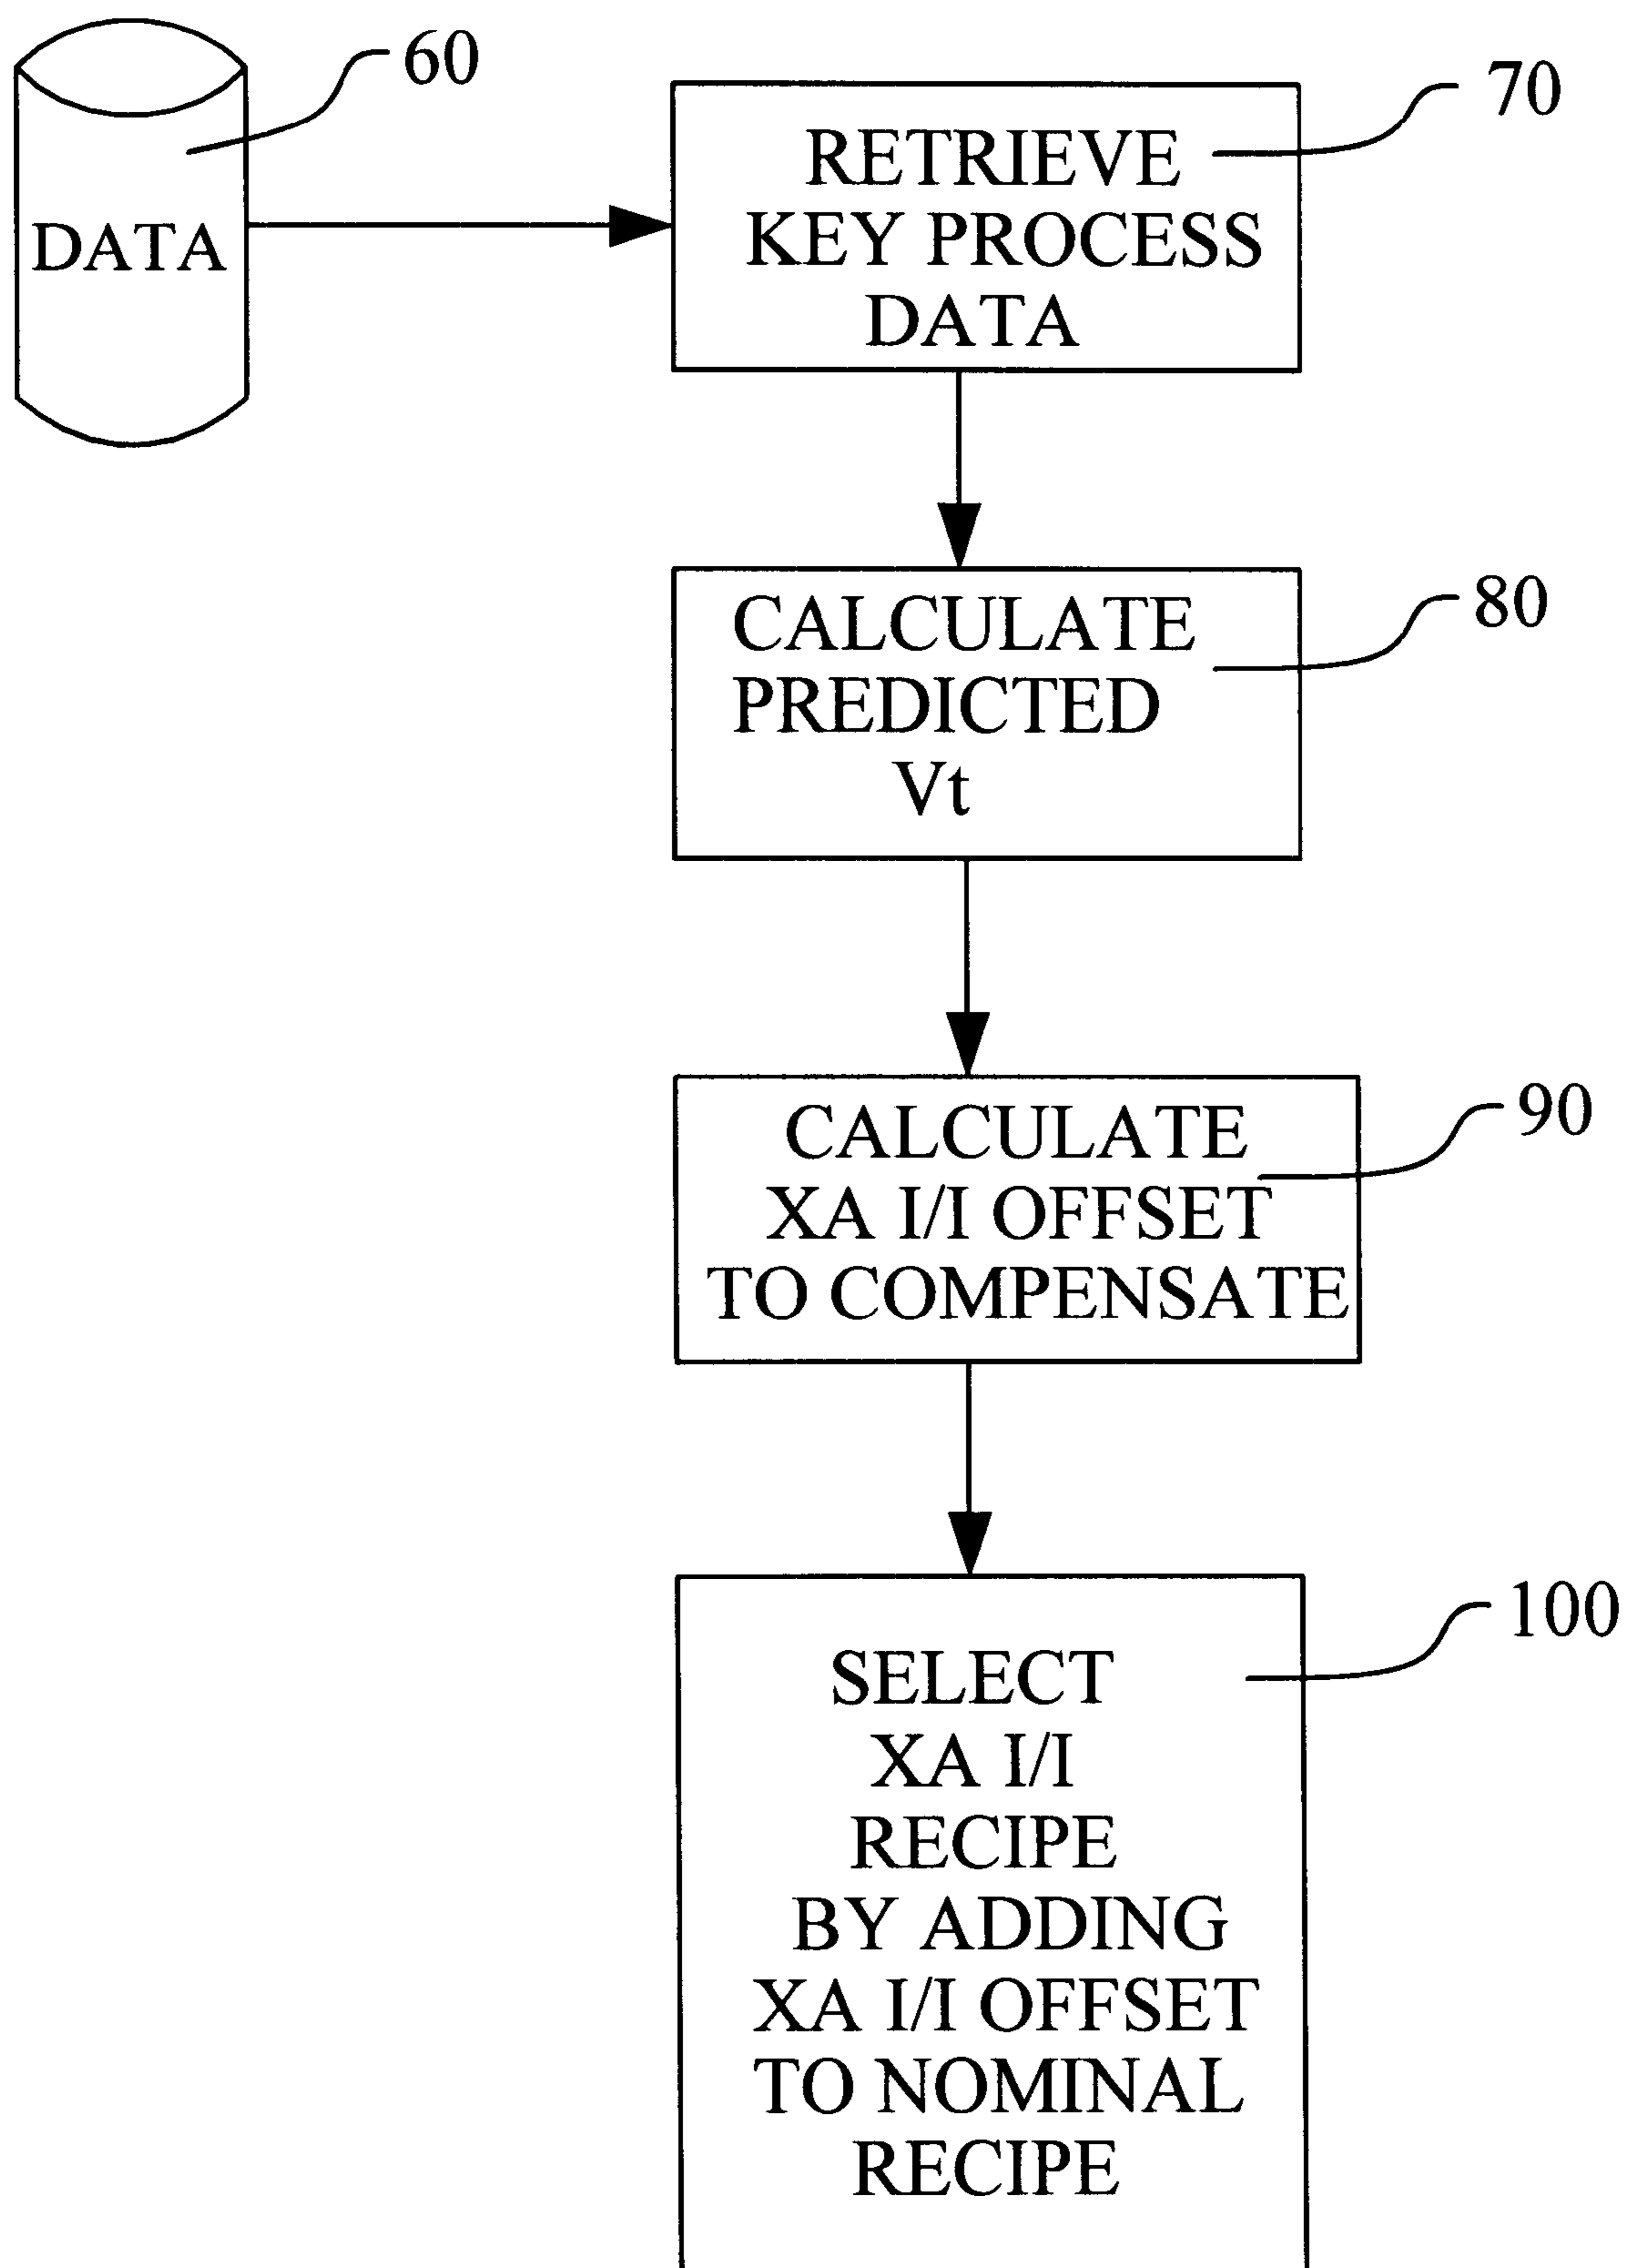 60
DATA
70
RETRIEVE
KEY PROCESS
DATA
80
CALCULATE
PREDICTED
Vt
90
CALCULATE
XA I/I OFFSET
TO COMPENSATE
100
SELECT
XA I/I
RECIPE
BY ADDING
XA I/I OFFSET
TO NOMINAL
RECIPE